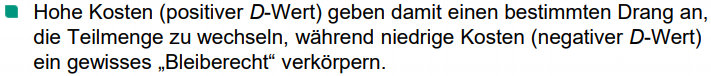 Hohe Kosten (positiver D-Wert) geben damit einen bestimmten Drang an,
die Teilmenge zu wechseln, während niedrige Kosten (negativer D-Wert)
ein gewisses „Bleiberecht“ verkörpern.